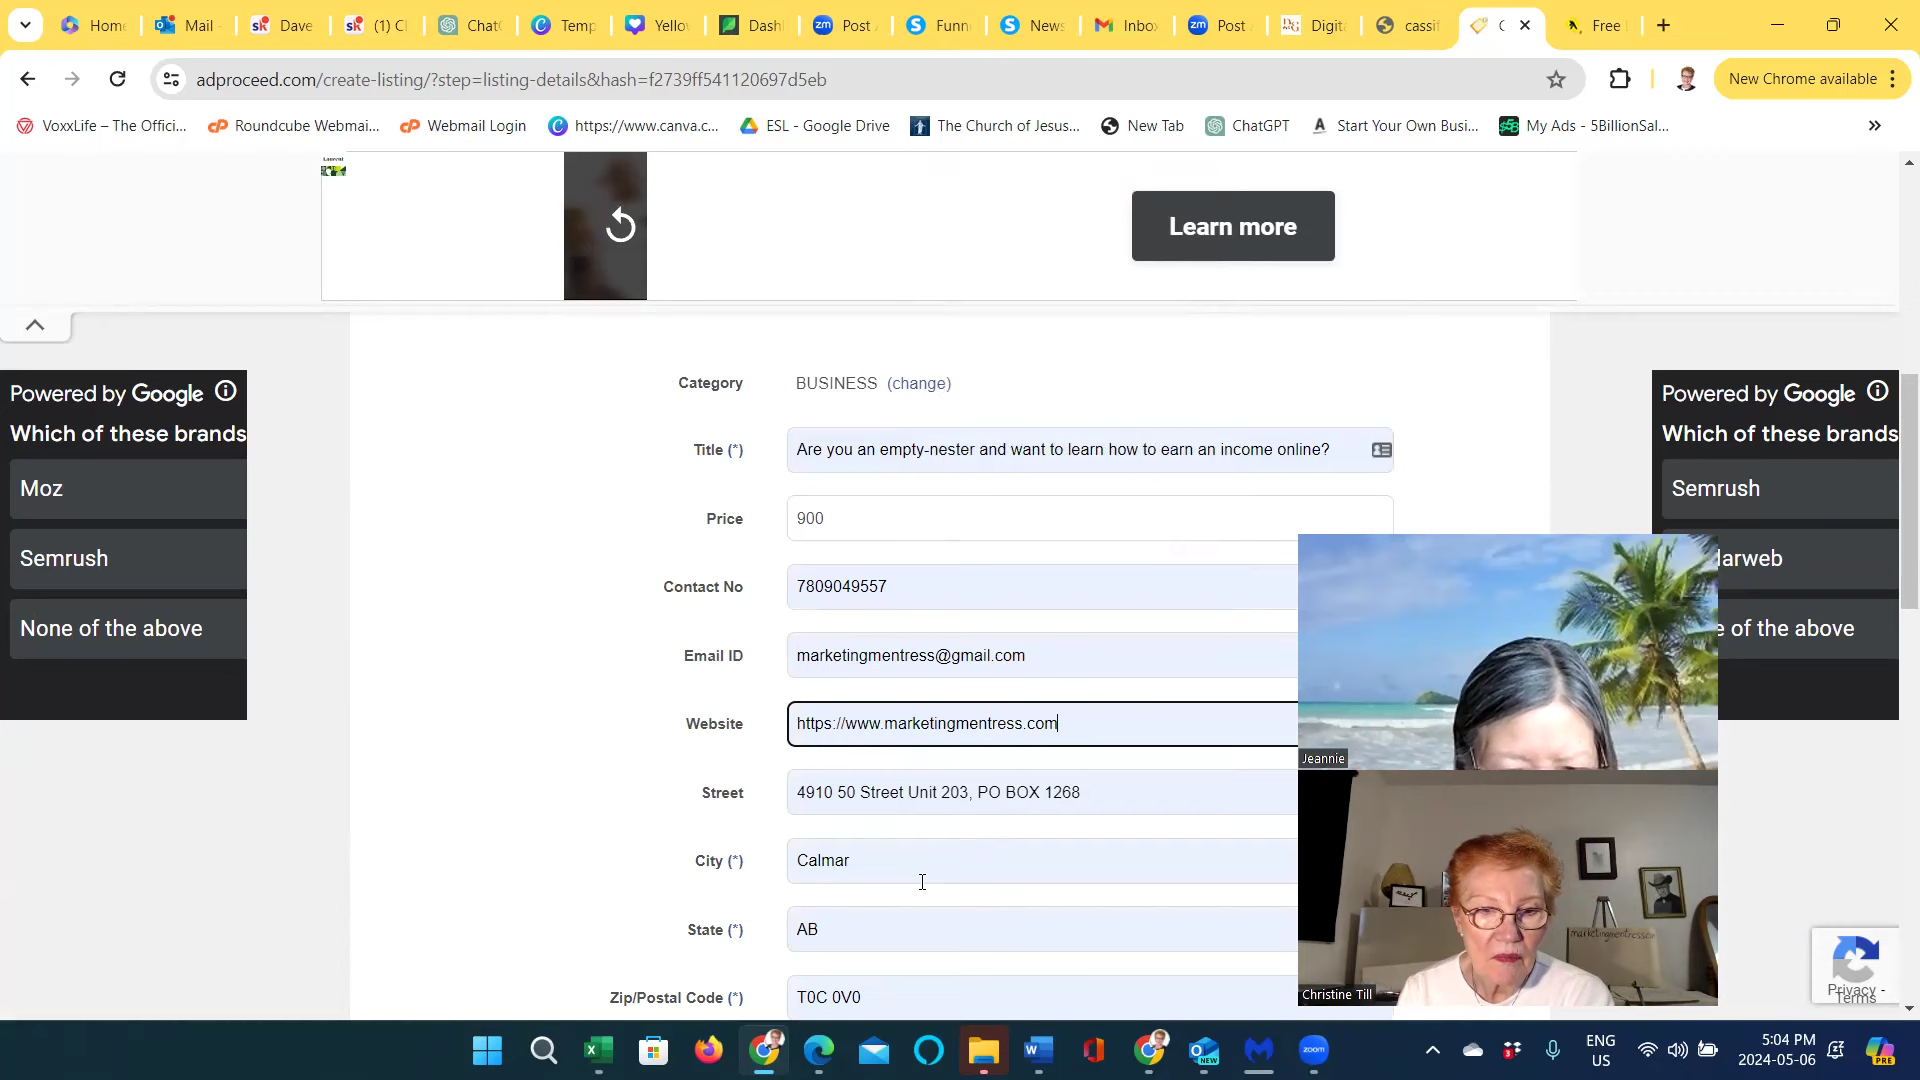 Home
Mail
Dave
(1) C
Chat
Temp
Yello
Dash
Post
Funn
News
Inbo
Post
Digit
cassif
Free
adproceed.com/create-listing/?step=listing-details&hash=f2739ff541120697d5eb
New Chrome available
VoxxLife – The Offici...
Roundcube Webmai...
Webmail Login
https://www.canva.c...
ESL - Google Drive
The Church of Jesus...
New Tab
ChatGPT
Start Your Own Busi...
My Ads - 5BillionSal...
Learn more
Powered by Google
Which of these brands
Moz
Semrush
None of the above
Powered by Google
Which of these brands
Semrush
larweb
e of the above
Category BUSINESS (change)
Title (*) Are you an empty-nester and want to learn how to earn an income online?
Price 900
Contact No 7809049557
Email ID marketingmentress@gmail.com
Website https://www.marketingmentress.com
Street 4910 50 Street Unit 203, PO BOX 1268
City (*) Calmar
State (*) AB
Zip/Postal Code (*) T0C 0V0
Jeannie
marketingmentress.com
Christine Till
Privacy - Terms
zoom
ENG
US
5:04 PM
2024-05-06